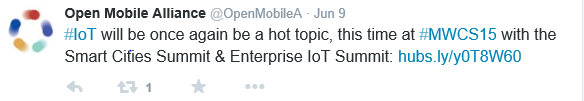 Open Mobile Alliance @OpenMobileA · Jun 9
#IoT will be once again be a hot topic, this time at #MWCS15 with the
Smart Cities Summit & Enterprise IoT Summit: hubs.ly/y0T8W60
1